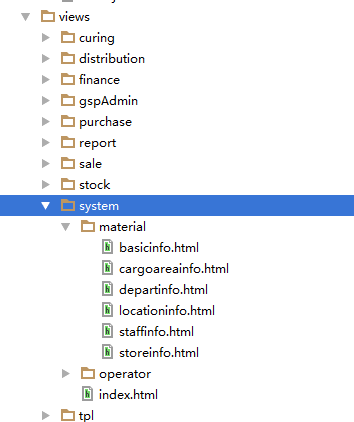 views
curing
distribution
finance
gspAdmin
purchase
report
sale
stock
system
material
basicinfo.html
cargoareainfo.html
departinfo.html
locationinfo.html
staffinfo.html
storeinfo.html
operator
index.html
tpl